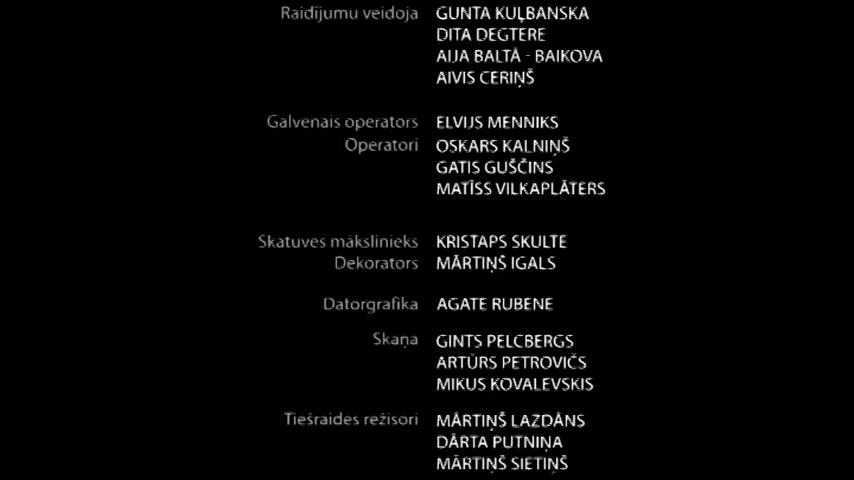 Raidījumu veidoja GUNTA KUĻBANSKA
DITA DEGTERE
AIJA BALTĀ - BAIKOVA
AIVIS CERIŅŠ
Galvenais operators ELVIJS MENNIKS
Operatori OSKARS KALNIŅŠ
GATIS GUŠČINS
MATĪSS VILKAPLĀTERS
Skatuves mākslinieks KRISTAPS SKULTE
Dekorators MĀRTIŅŠ IGALS
Datorgrafika AGATE RUBENE
Skaņa GINTS PELCBERGS
ARTŪRS PETROVIČS
MIKUS KOVALEVSKIS
Tiešraides režisori MĀRTIŅŠ LAZDĀNS
DĀRTA PUTNIŅA
MĀRTIŅŠ SIETIŅŠ